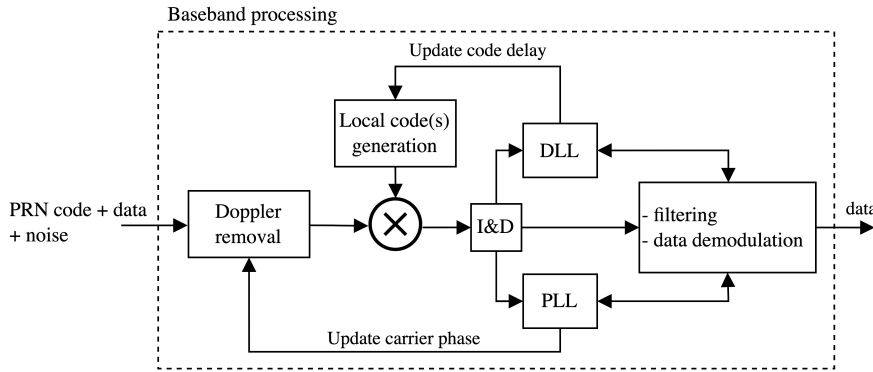 Baseband processing
Update code delay
Local code(s)
generation
DLL
PRN code + data
+ noise
Doppler
removal
I&D
- filtering
- data demodulation
data
PLL
Update carrier phase